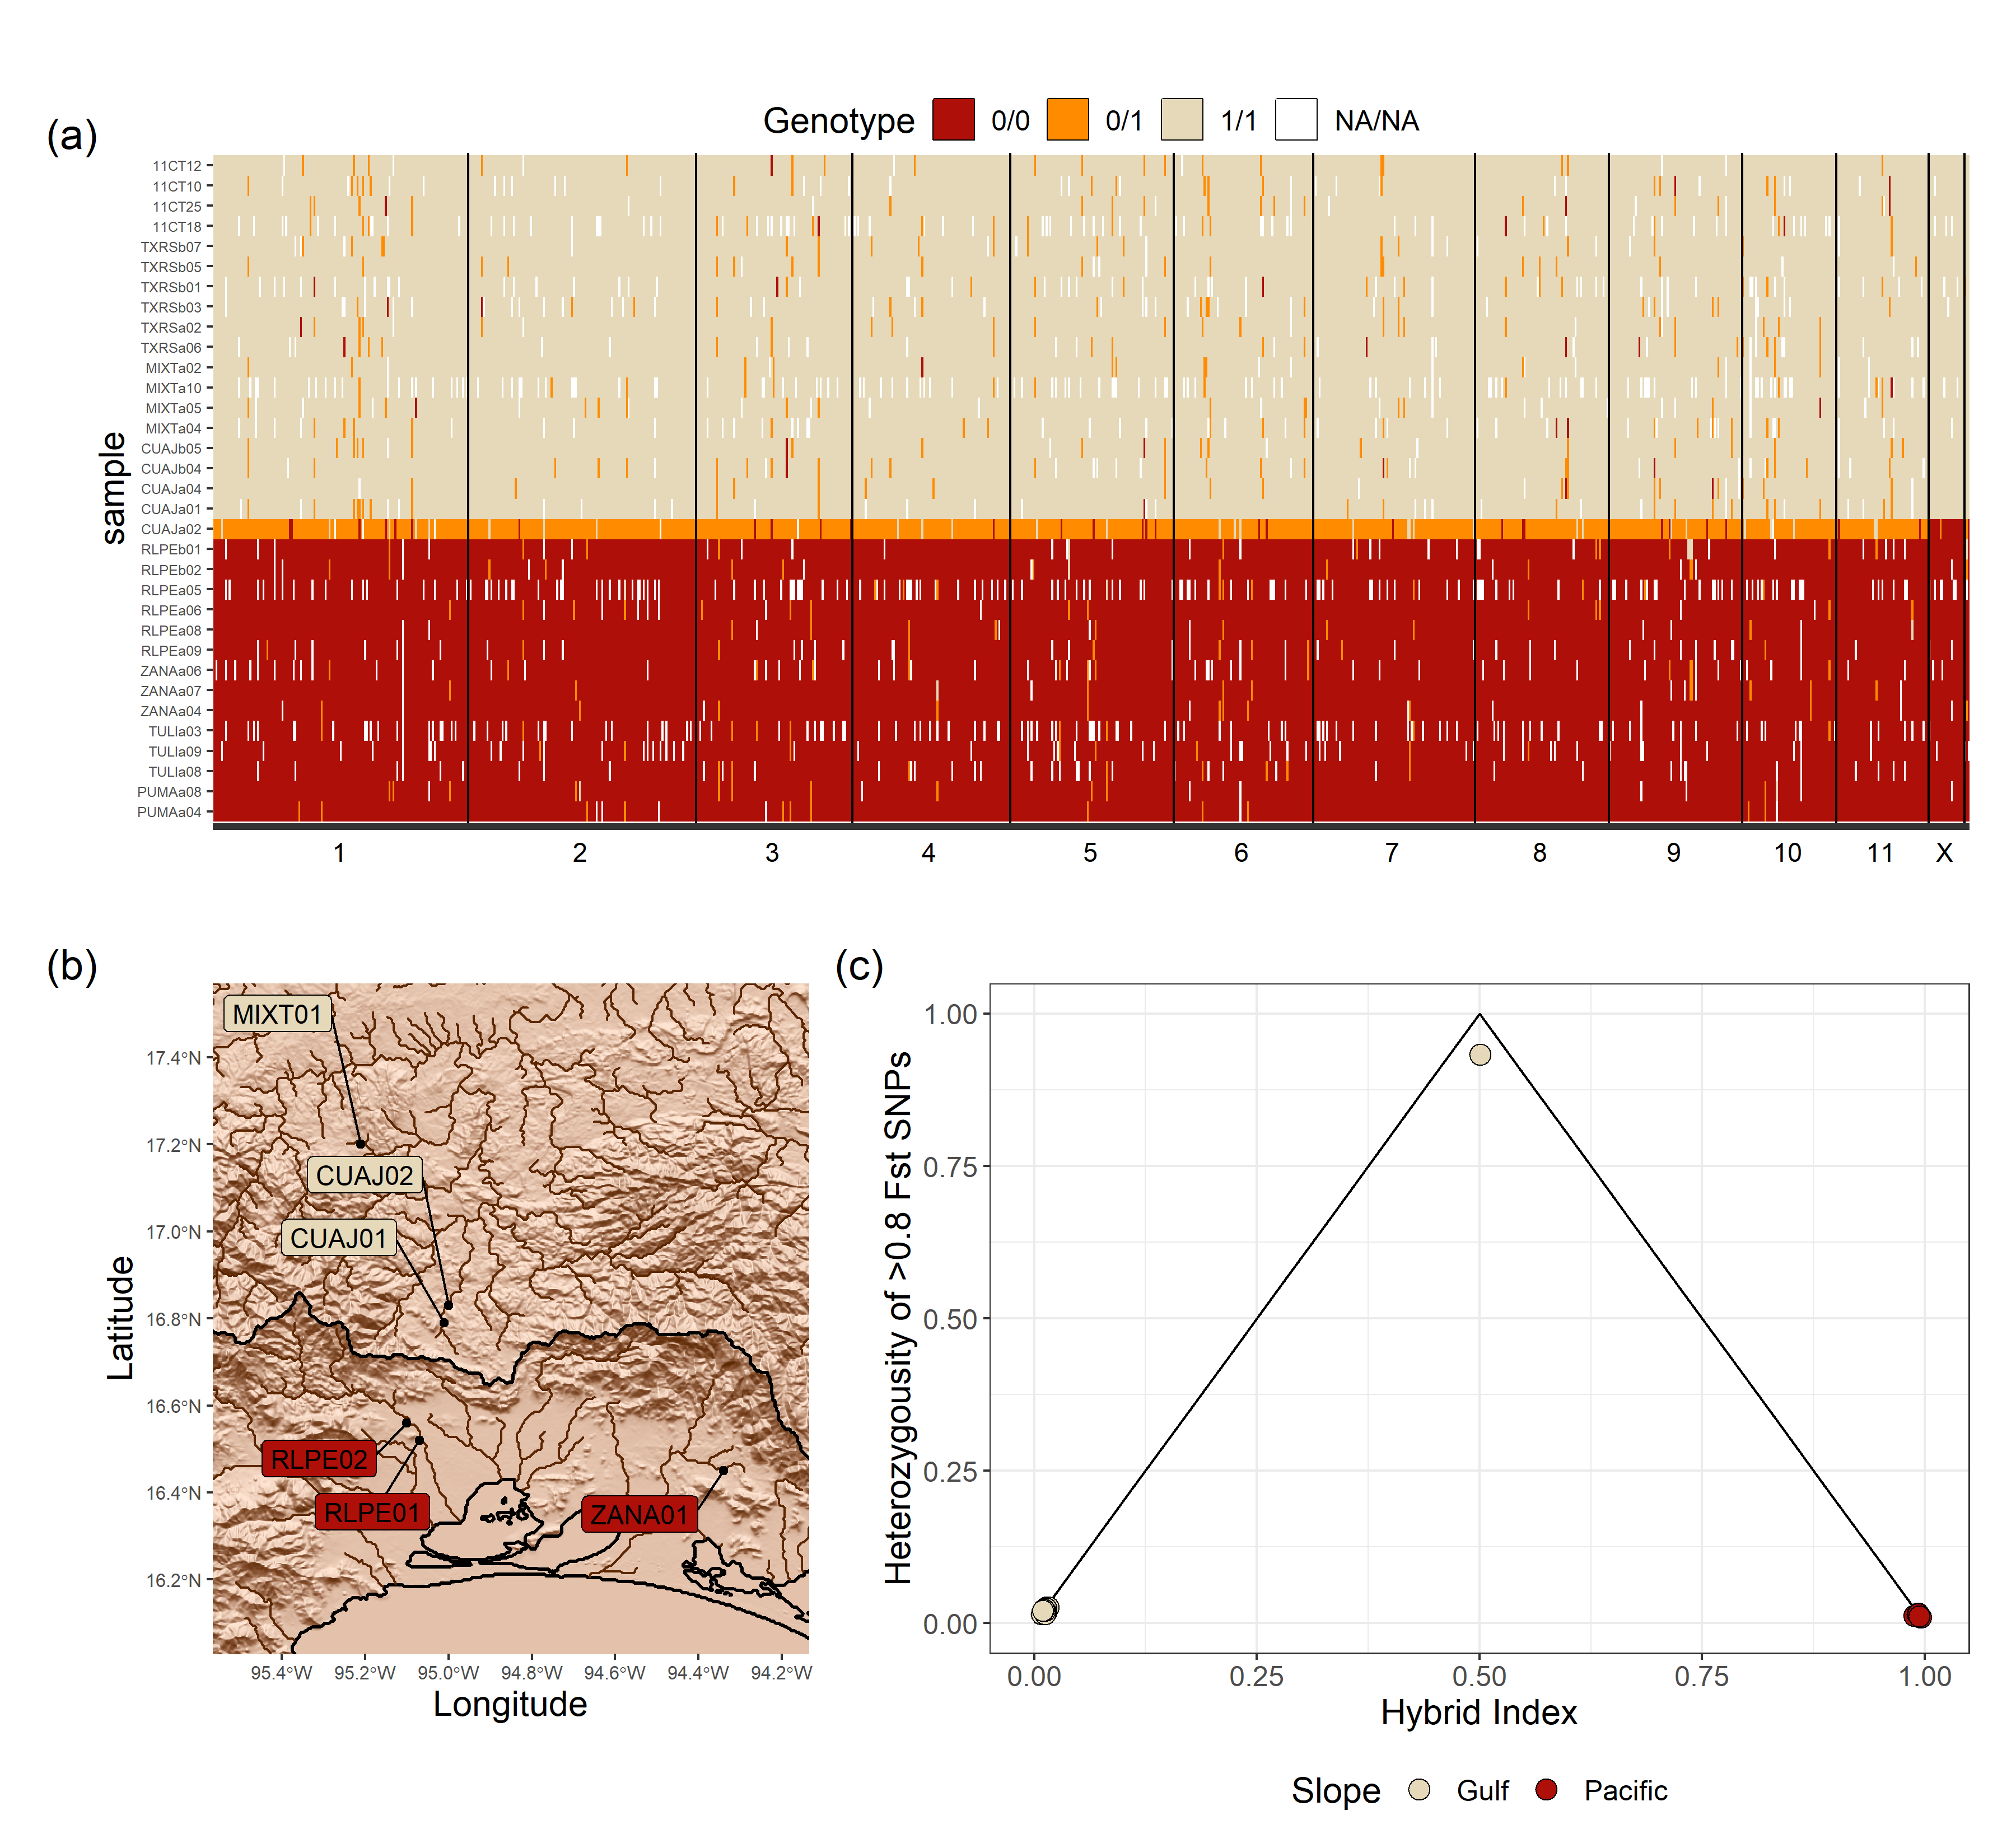 (a)
Genotype 0/0 0/1 1/1 NA/NA
sample
11CT12
11CT10
11CT25
11CT18
TXRSb07
TXRSb05
TXRSb01
TXRSb03
TXRSa02
TXRSa06
MIXTa02
MIXTa10
MIXTa05
MIXTa04
CUAJb05
CUAJb04
CUAJa04
CUAJa01
CUAJa02
RLPEb01
RLPEb02
RLPEa05
RLPEa06
RLPEa08
RLPEa09
ZANAa06
ZANAa07
ZANAa04
TULIa03
TULIa09
TULIa08
PUMAa08
PUMAa04
1 2 3 4 5 6 7 8 9 10 11 X
(b)
Latitude
17.4°N
17.2°N
17.0°N
16.8°N
16.6°N
16.4°N
16.2°N
MIXT01
CUAJ02
CUAJ01
RLPE02
RLPE01
ZANA01
95.4°W 95.2°W 95.0°W 94.8°W 94.6°W 94.4°W 94.2°W
Longitude
(c)
Heterozygousity of >0.8 Fst SNPs
1.00
0.75
0.50
0.25
0.00
0.00 0.25 0.50 0.75 1.00
Hybrid Index
Slope Gulf Pacific